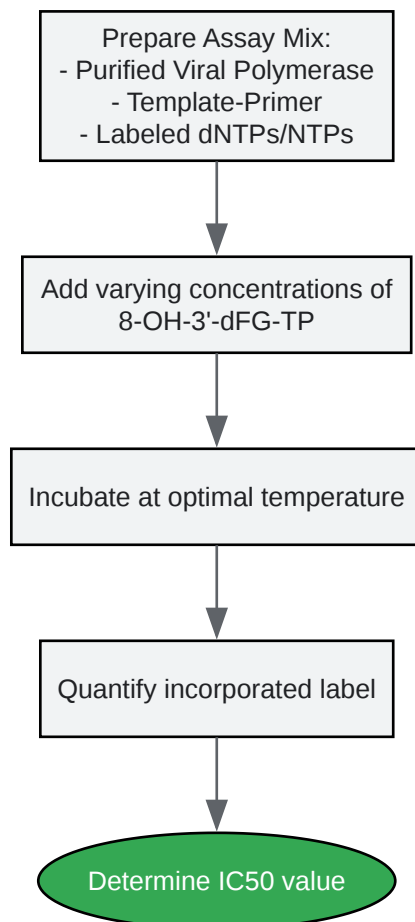 Prepare Assay Mix:
- Purified Viral Polymerase
- Template-Primer
- Labeled dNTPs/NTPs
Add varying concentrations of
8-OH-3'-dFG-TP
Incubate at optimal temperature
Quantify incorporated label
Determine IC50 value